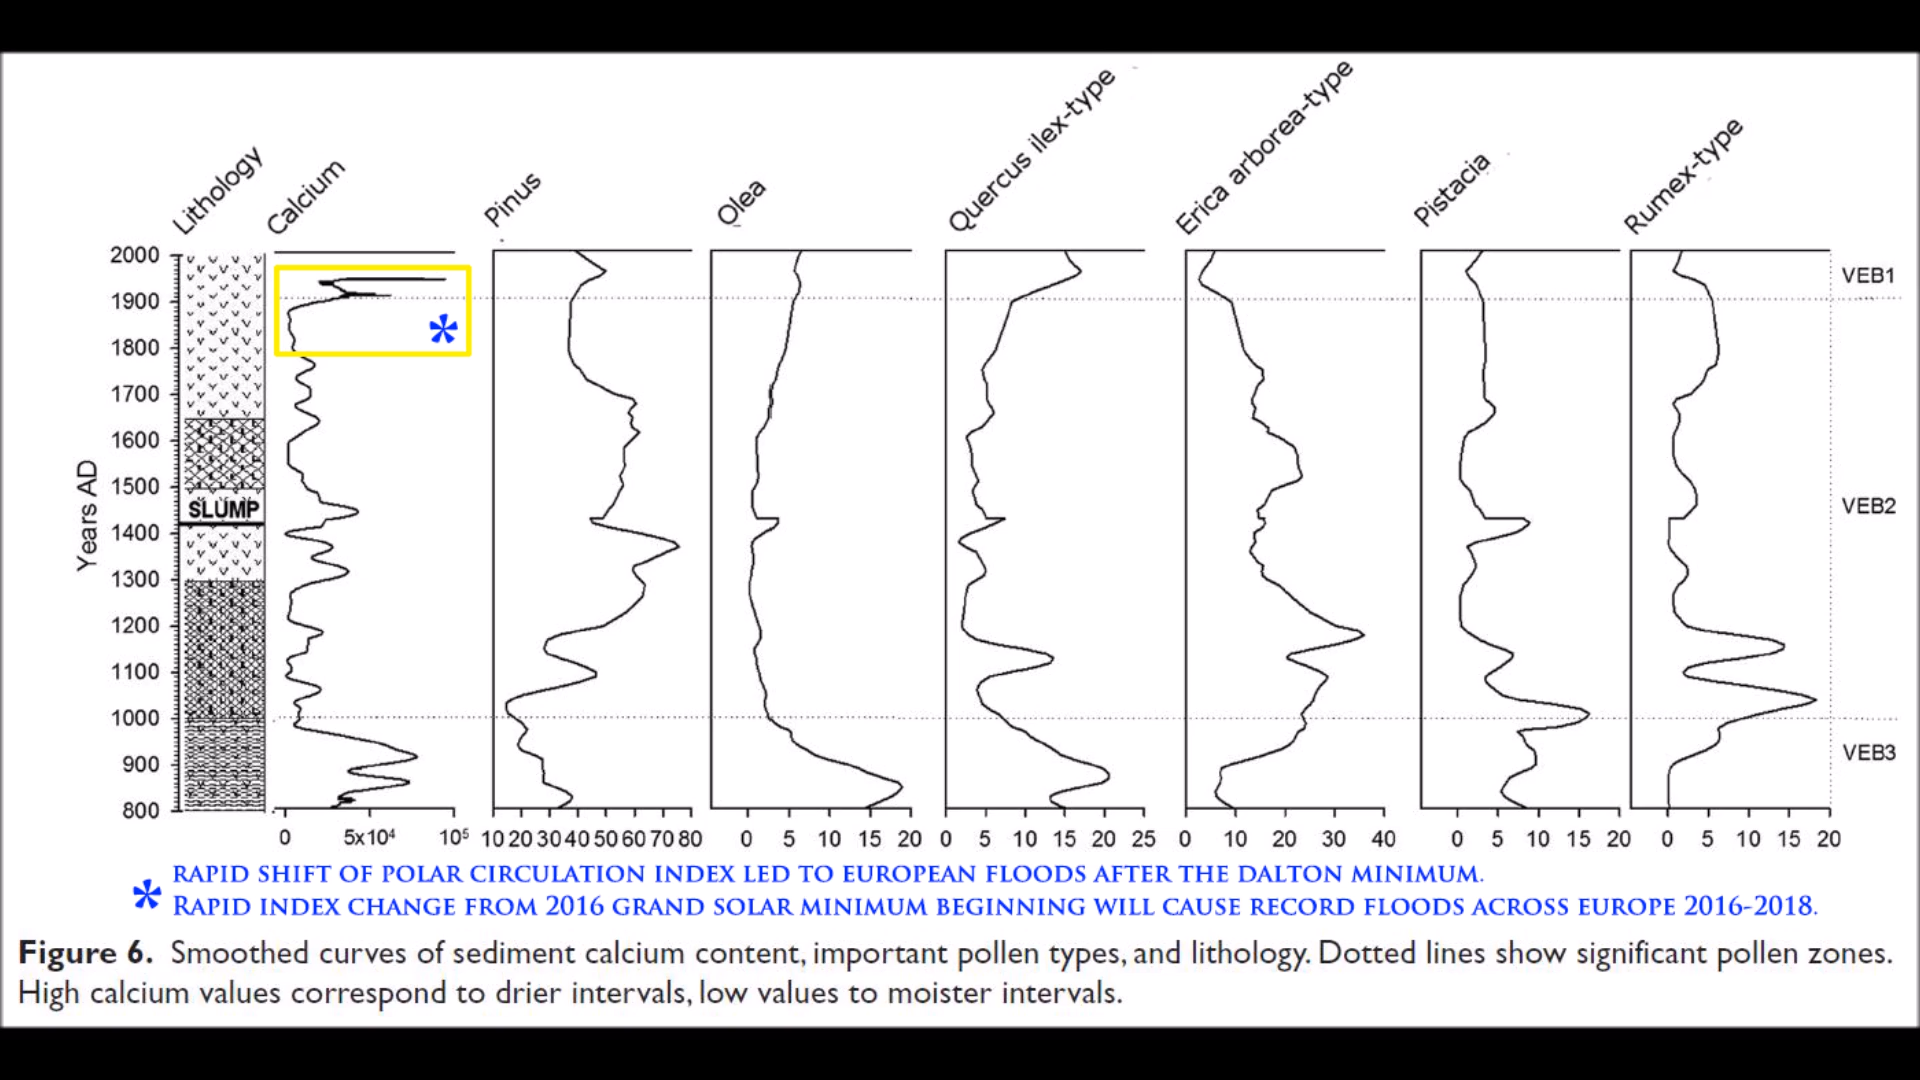 Lithology
Calcium
Pinus
Olea
Quercus ilex-type
Erica arborea-type
Pistacia
Rumex-type
Years AD
2000
1900
1800
1700
1600
1500
1400
1300
1200
1100
1000
900
800
SLUMP
*
VEB1
VEB2
VEB3
0 5x10⁴ 10⁵
10 20 30 40 50 60 70 80
0 5 10 15 20
0 5 10 15 20 25
0 10 20 30 40
0 5 10 15 20
0 5 10 15 20
* RAPID SHIFT OF POLAR CIRCULATION INDEX LED TO EUROPEAN FLOODS AFTER THE DALTON MINIMUM.
RAPID INDEX CHANGE FROM 2016 GRAND SOLAR MINIMUM BEGINNING WILL CAUSE RECORD FLOODS ACROSS EUROPE 2016-2018.
Figure 6. Smoothed curves of sediment calcium content, important pollen types, and lithology. Dotted lines show significant pollen zones.
High calcium values correspond to drier intervals, low values to moister intervals.